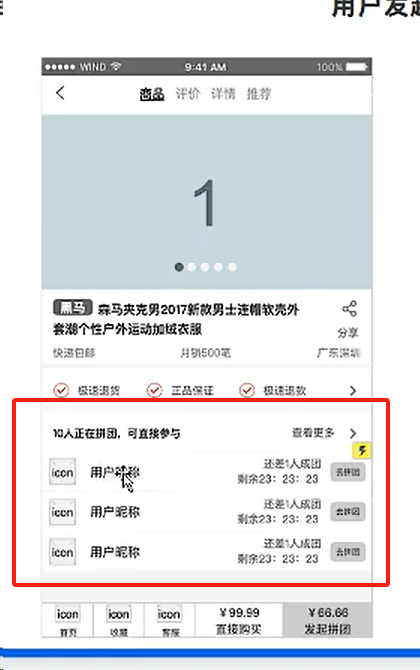 用户发起
WIND
9:41 AM
100%
商品 评价 详情 推荐
1
黑马 森马夹克男2017新款男士连帽软壳外
套潮个性户外运动加绒衣服
分享
快递包邮 月销500笔 广东深圳
极速退货 正品保证 极速退款
10人正在拼团，可直接参与 查看更多
icon 用户昵称 还差1人成团
剩余23：23：23 去拼团
icon 用户昵称 还差1人成团
剩余23：23：23 去拼团
icon 用户昵称 还差1人成团
剩余23：23：23 去拼团
icon icon icon ￥99.99 ￥66.66
首页 收藏 客服 直接购买 发起拼团